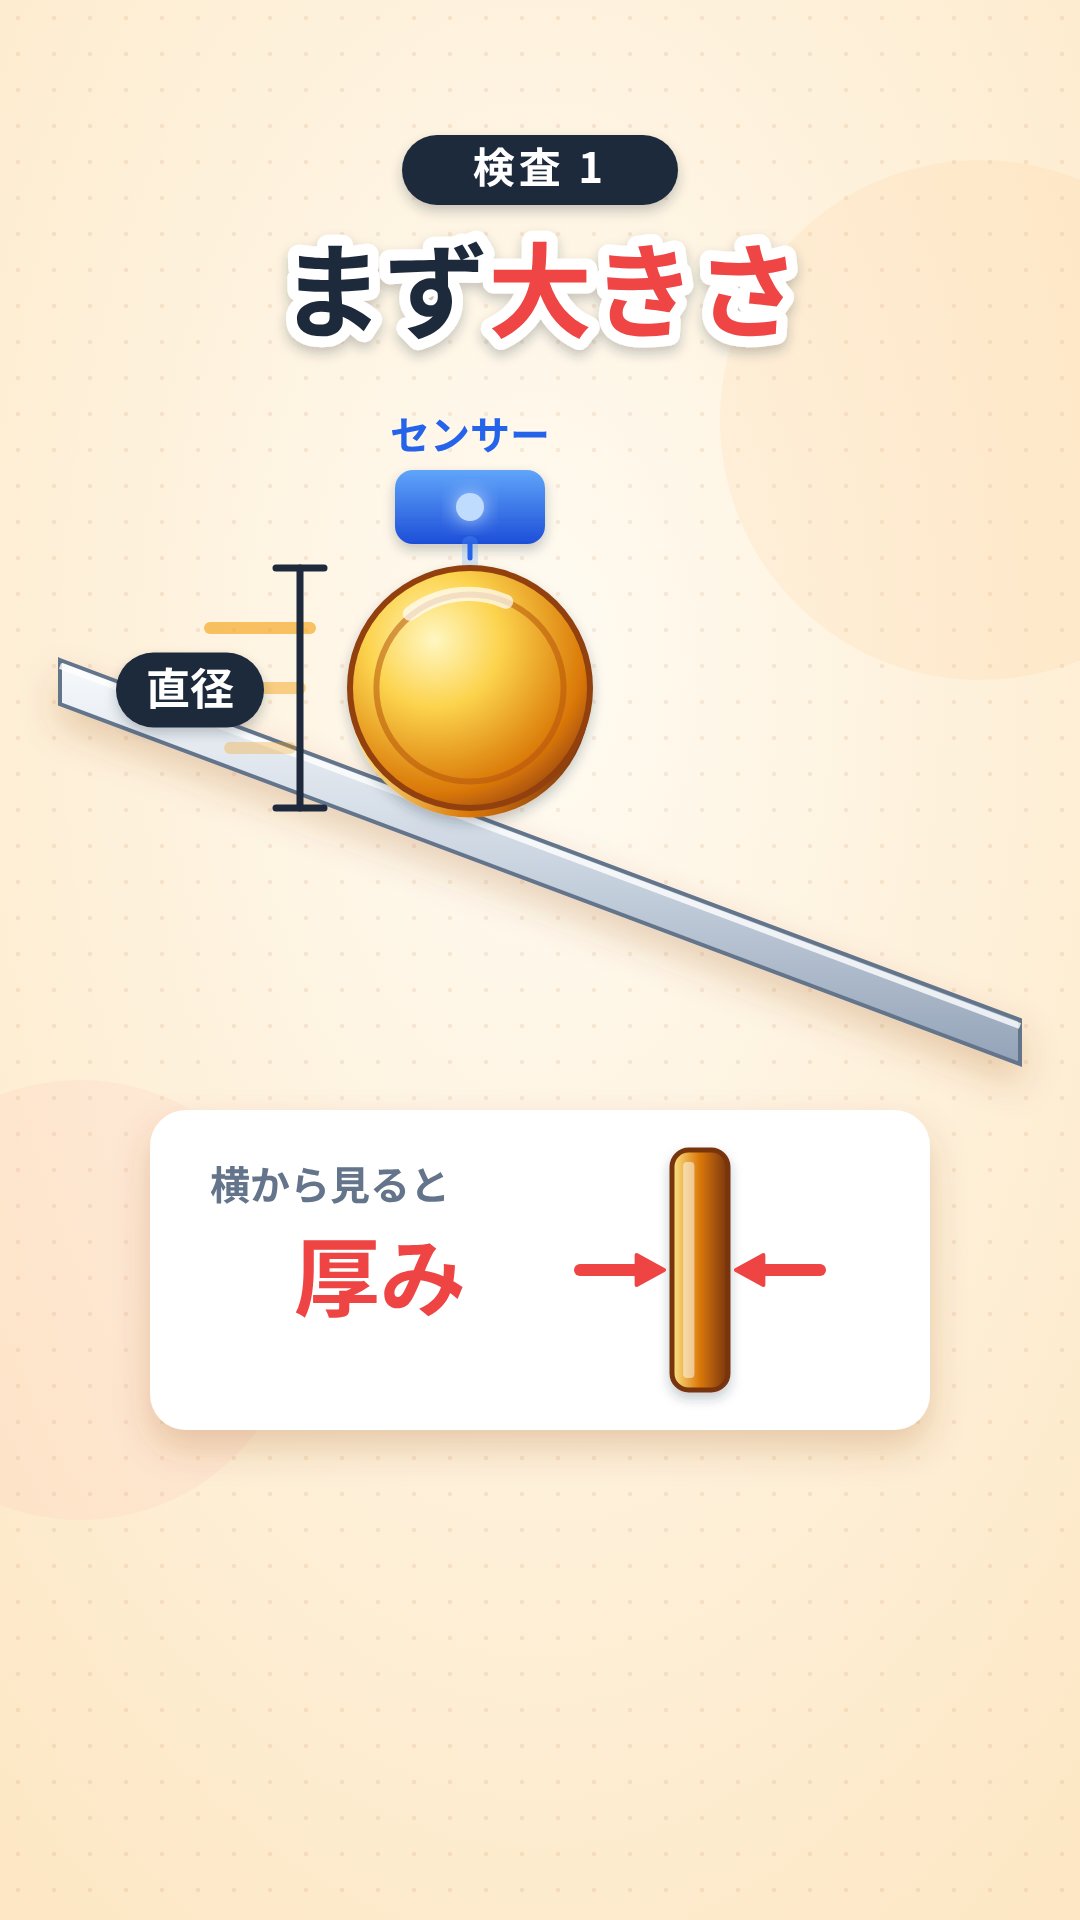 検査 1
まず大きさ
センサー
直径
横から見ると
厚み